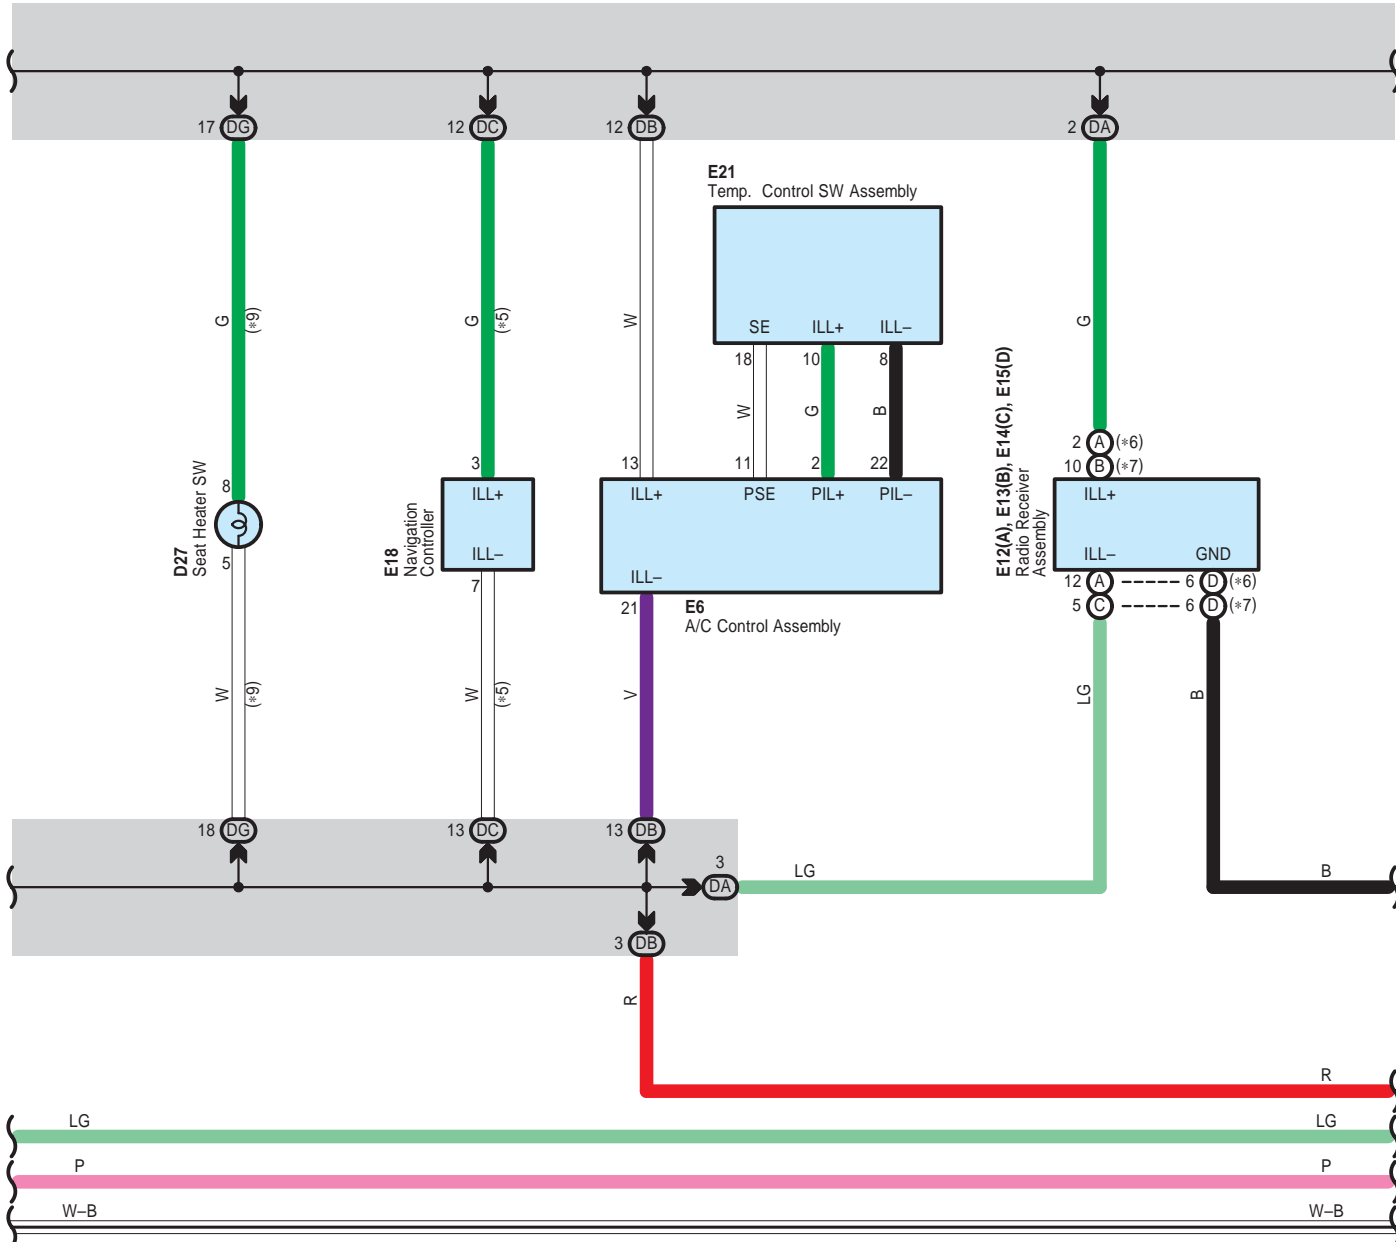 17 DG
12 DC
12 DB
2 DA
E21
Temp. Control SW Assembly
G
(*9)
G
(*5)
W
SE ILL+ ILL–
18 10 8
W G B
G
E12(A), E13(B), E14(C), E15(D)
Radio Receiver
Assembly
2 A (*6)
10 B (*7)
8
3
13 11 2 22
D27
Seat Heater SW
5
E18
Navigation
Controller
ILL+
ILL–
7
ILL+ PSE PIL+ PIL–
ILL–
21
E6
A/C Control Assembly
ILL+
ILL– GND
12 A 6 D (*6)
5 C 6 D (*7)
W
(*9)
W
(*5)
V
LG
B
18 DG
13 DC
13 DB
3
DA
LG
B
3 DB
R
R
LG LG
P P
W–B W–B